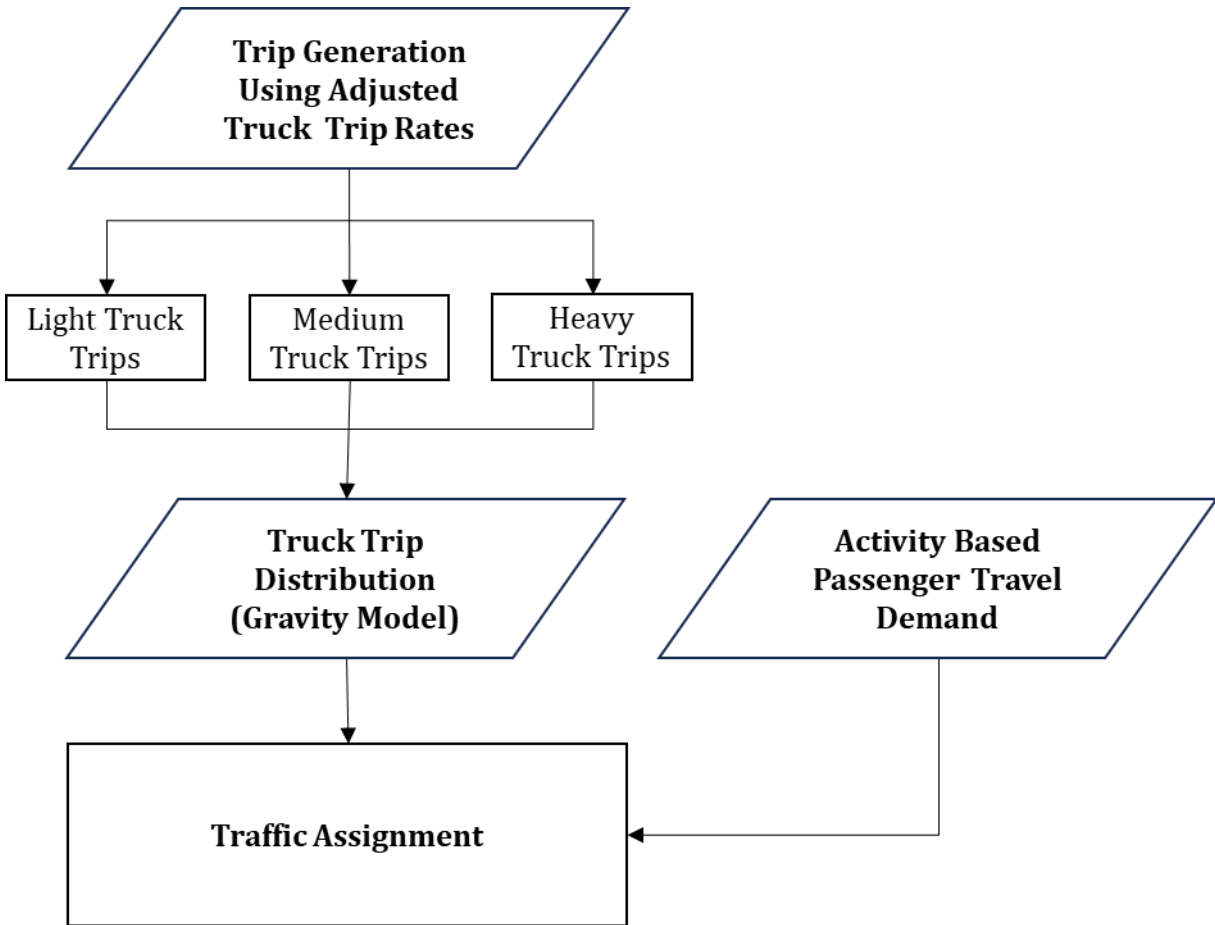 Trip Generation
Using Adjusted
Truck Trip Rates
Light Truck
Trips
Medium
Truck Trips
Heavy
Truck Trips
Truck Trip
Distribution
(Gravity Model)
Activity Based
Passenger Travel
Demand
Traffic Assignment